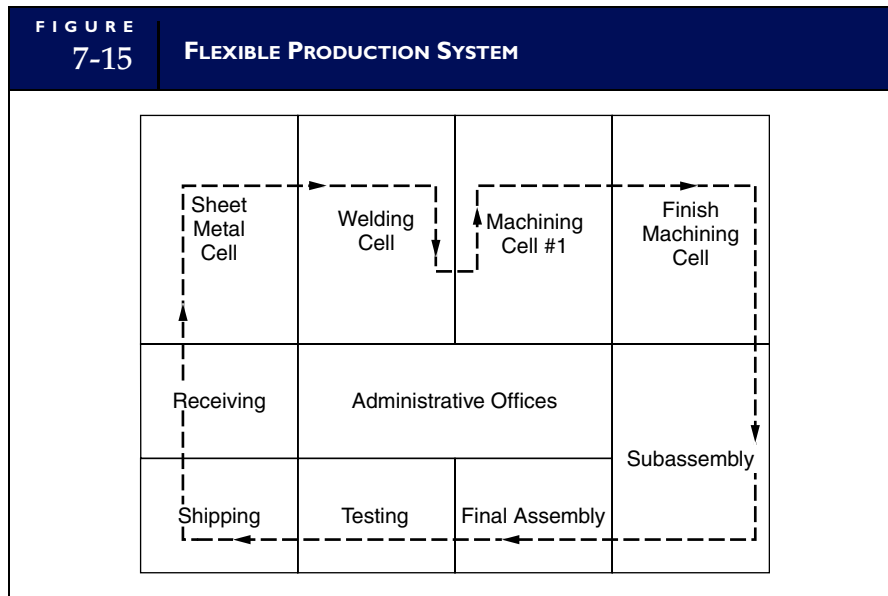 FIGURE
7-15
FLEXIBLE PRODUCTION SYSTEM
Sheet
Metal
Cell
Welding
Cell
Machining
Cell #1
Finish
Machining
Cell
Receiving
Administrative Offices
Subassembly
Shipping
Testing
Final Assembly